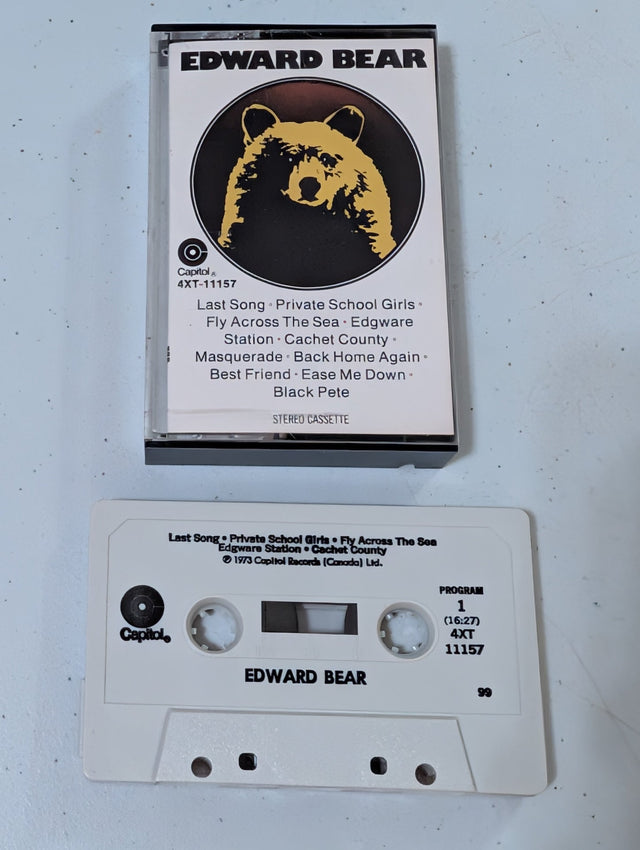 EDWARD BEAR
Capitol®
4XT-11157
Last Song • Private School Girls •
Fly Across The Sea • Edgware
Station • Cachet County •
Masquerade • Back Home Again •
Best Friend • Ease Me Down •
Black Pete
STEREO CASSETTE
Last Song • Private School Girls • Fly Across The Sea
Edgware Station • Cachet County
℗ 1973 Capitol Records (Canada) Ltd.
Capitol®
PROGRAM
1
(16:27)
4XT
11157
EDWARD BEAR
99